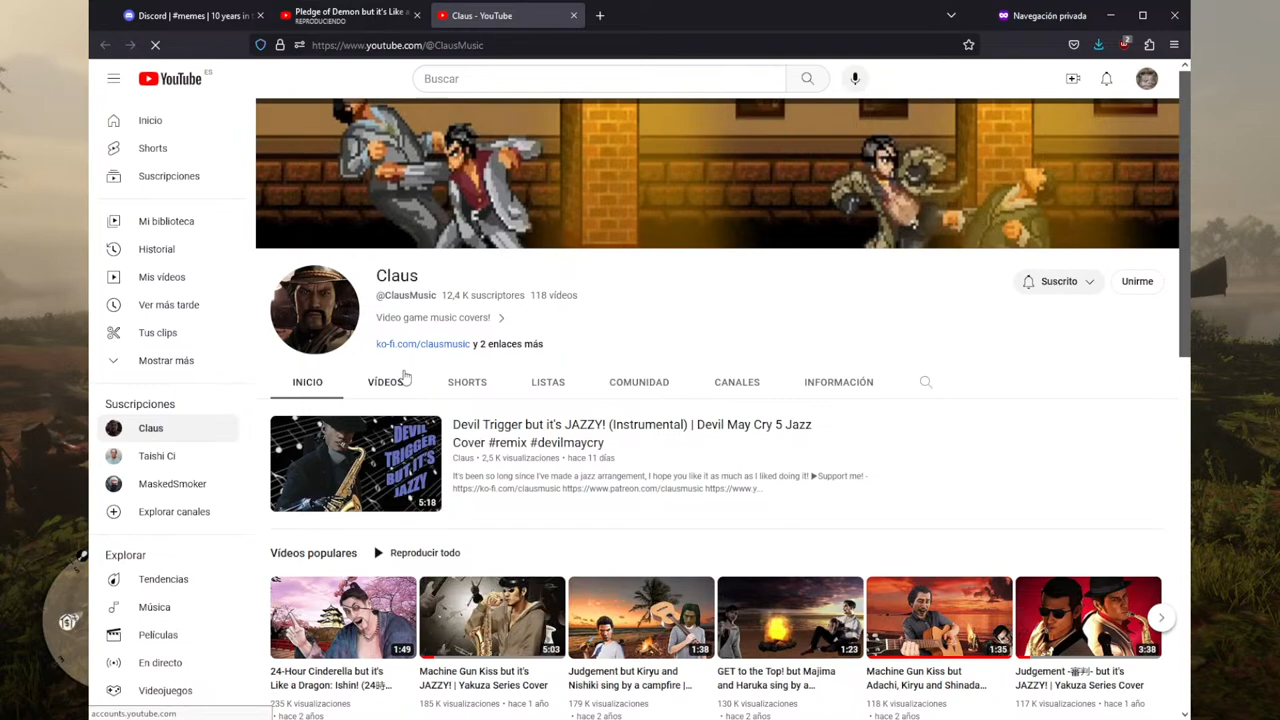 Discord | #memes | 10 years in t
Pledge of Demon but it's Like a
REPRODUCIENDO
Claus - YouTube
Navegación privada
https://www.youtube.com/@ClausMusic
2
YouTube
ES
Buscar
Inicio
Shorts
Suscripciones
Mi biblioteca
Historial
Mis vídeos
Ver más tarde
Tus clips
Mostrar más
Suscripciones
Claus
Taishi Ci
MaskedSmoker
Explorar canales
Explorar
Tendencias
Música
Películas
En directo
Videojuegos
accounts.youtube.com
Claus
@ClausMusic 12,4 K suscriptores 118 vídeos
Video game music covers!
ko-fi.com/clausmusic y 2 enlaces más
Suscrito
Unirme
INICIO VÍDEOS SHORTS LISTAS COMUNIDAD CANALES INFORMACIÓN
DEVIL
TRIGGER
BUT IT'S
JAZZY
5:18
Devil Trigger but it's JAZZY! (Instrumental) | Devil May Cry 5 Jazz
Cover #remix #devilmaycry
Claus • 2,5 K visualizaciones • hace 11 días
It's been so long since I've made a jazz arrangement, I hope you like it as much as I liked doing it! ▶Support me! -
https://ko-fi.com/clausmusic https://www.patreon.com/clausmusic https://www.y...
Vídeos populares
Reproducir todo
1:49
5:03
1:38
1:23
1:35
3:38
24-Hour Cinderella but it's
Like a Dragon: Ishin! (24時...
235 K visualizaciones
• hace 2 años
Machine Gun Kiss but it's
JAZZY! | Yakuza Series Cover
185 K visualizaciones • hace 1 año
Judgement but Kiryu and
Nishiki sing by a campfire |...
179 K visualizaciones
• hace 2 años
GET to the Top! but Majima
and Haruka sing by a...
130 K visualizaciones
• hace 2 años
Machine Gun Kiss but
Adachi, Kiryu and Shinada...
118 K visualizaciones
• hace 2 años
Judgment -審判- but it's
JAZZY! | Yakuza Series Cover
117 K visualizaciones • hace 1 año